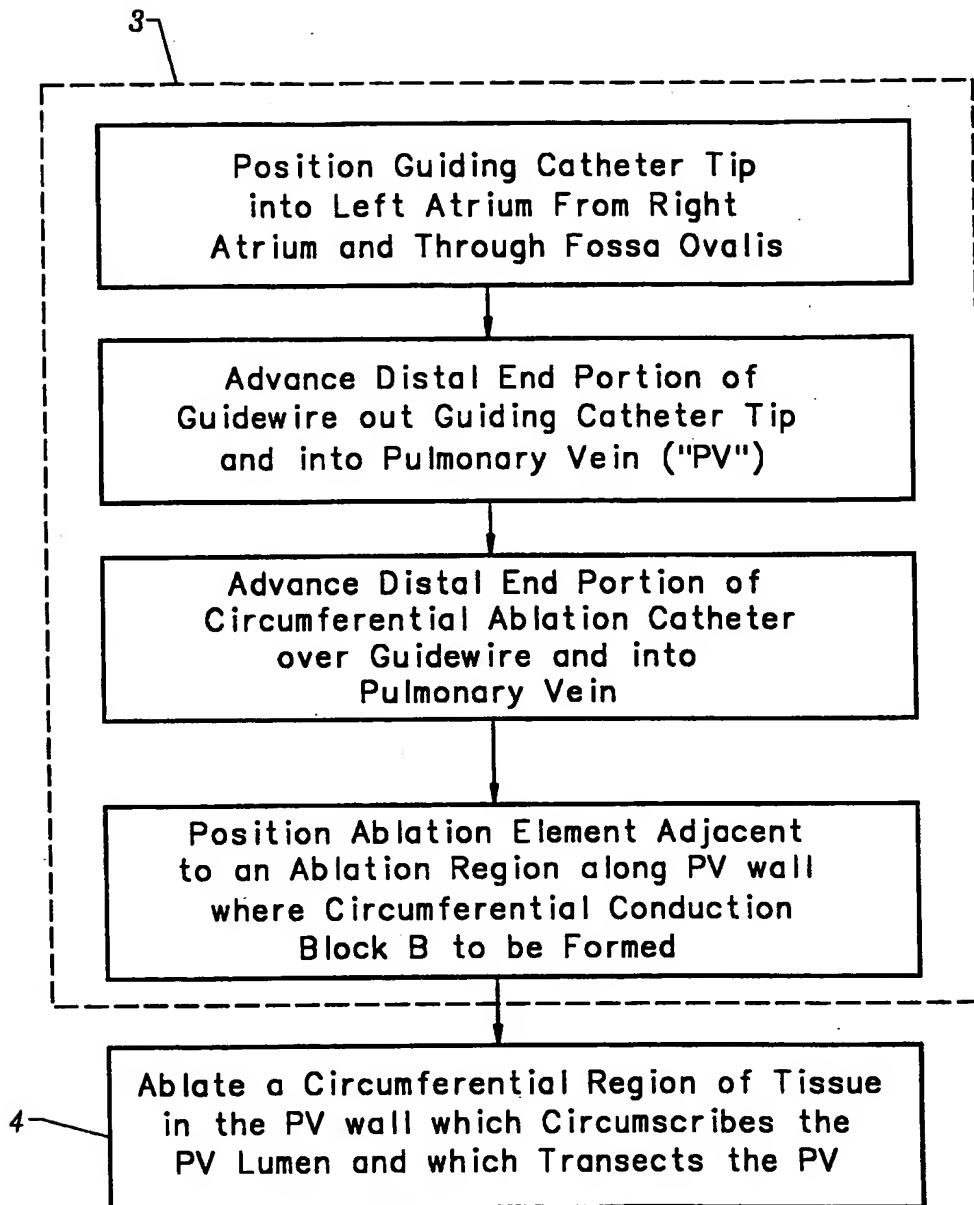 3
Position Guiding Catheter Tip
into Left Atrium From Right
Atrium and Through Fossa Ovalis
Advance Distal End Portion of
Guidewire out Guiding Catheter Tip
and into Pulmonary Vein ("PV")
Advance Distal End Portion of
Circumferential Ablation Catheter
over Guidewire and into
Pulmonary Vein
Position Ablation Element Adjacent
to an Ablation Region along PV wall
where Circumferential Conduction
Block B to be Formed
4
Ablate a Circumferential Region of Tissue
in the PV wall which Circumscribes the
PV Lumen and which Transects the PV